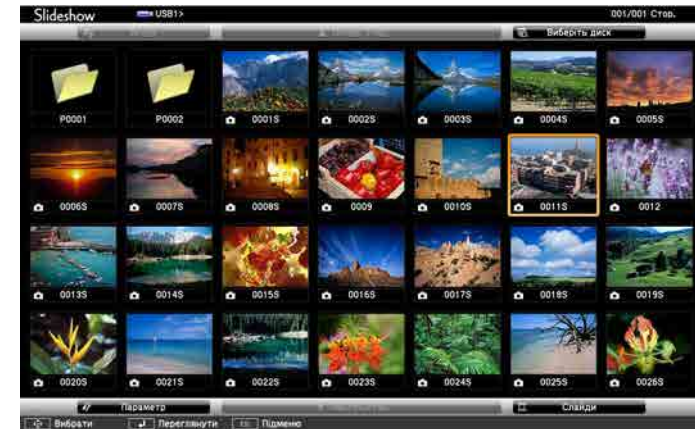 Slideshow USB1> 001/001 Стор.
Виберіть диск
P0001 P0002 0001S 0002S 0003S 0004S 0005S
0006S 0007S 0008S 0009 0010S 0011S 0012
0013S 0014S 0015S 0016S 0017S 0018S 0019S
0020S 0021S 0022S 0023S 0024S 0025S 0026S
Параметр Слайди
Вибрати Переглянути Esc Підменю